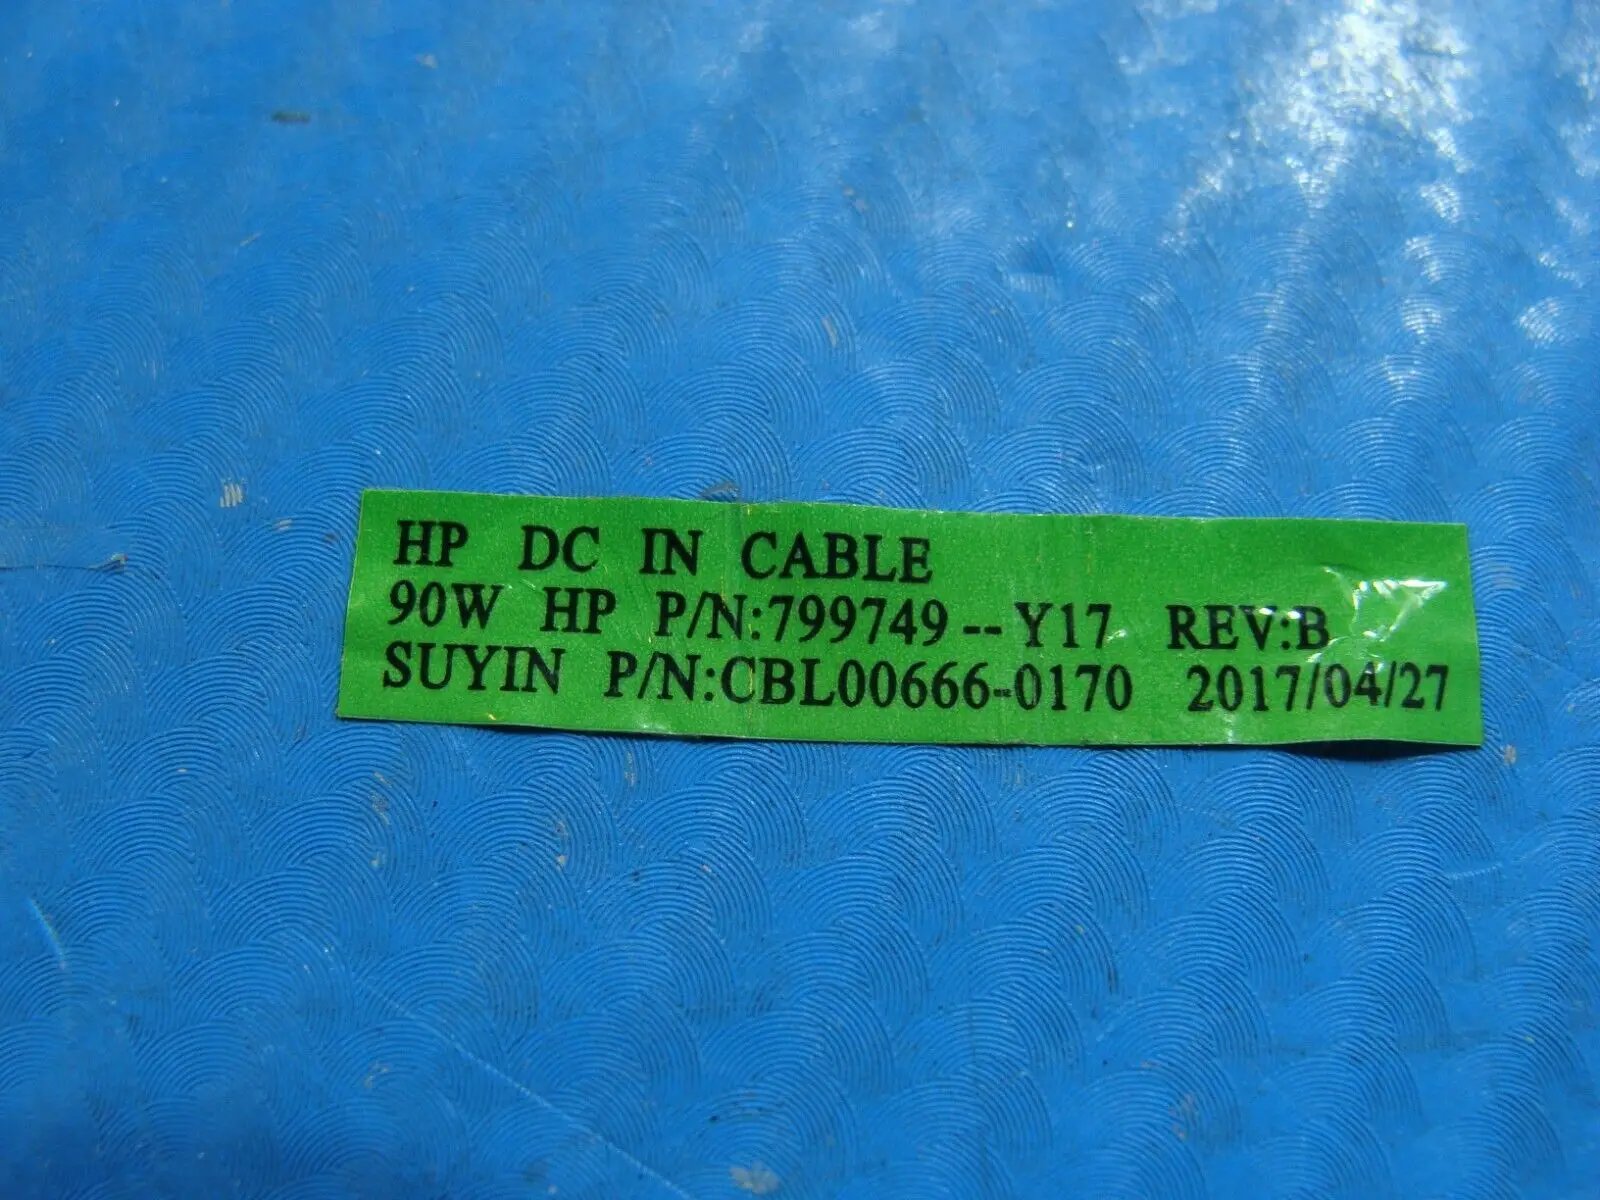 HP DC IN CABLE
90W HP P/N:799749--Y17 REV:B
SUYIN P/N:CBL00666-0170 2017/04/27